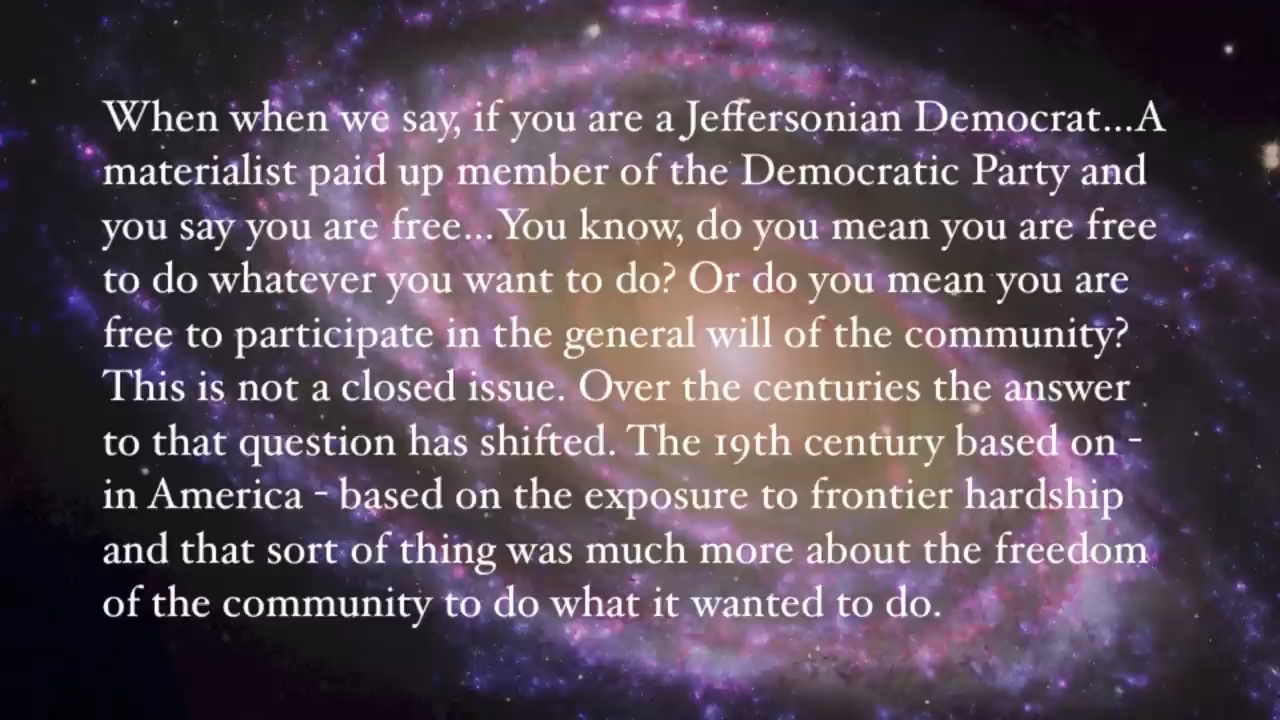 When when we say, if you are a Jeffersonian Democrat...A
materialist paid up member of the Democratic Party and
you say you are free... You know, do you mean you are free
to do whatever you want to do? Or do you mean you are
free to participate in the general will of the community?
This is not a closed issue. Over the centuries the answer
to that question has shifted. The 19th century based on -
in America - based on the exposure to frontier hardship
and that sort of thing was much more about the freedom
of the community to do what it wanted to do.